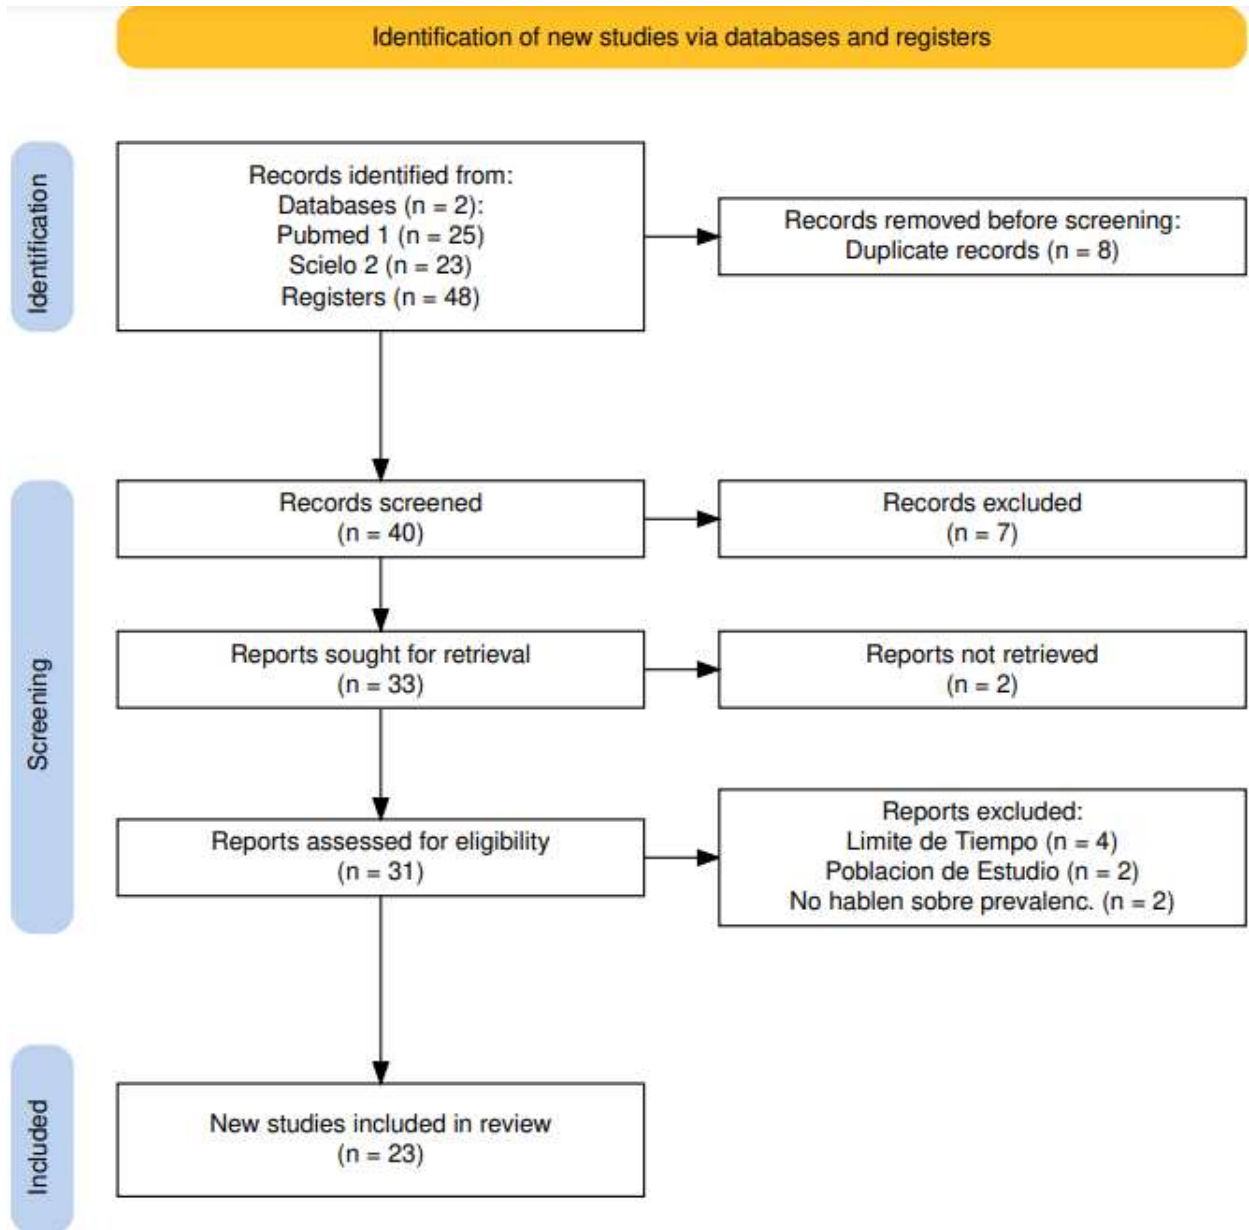 Identification of new studies via databases and registers
Identification
Records identified from:
Databases (n = 2):
Pubmed 1 (n = 25)
Scielo 2 (n = 23)
Registers (n = 48)
Records removed before screening:
Duplicate records (n = 8)
Screening
Records screened
(n = 40)
Records excluded
(n = 7)
Reports sought for retrieval
(n = 33)
Reports not retrieved
(n = 2)
Reports assessed for eligibility
(n = 31)
Reports excluded:
Limite de Tiempo (n = 4)
Poblacion de Estudio (n = 2)
No hablen sobre prevalenc. (n = 2)
Included
New studies included in review
(n = 23)